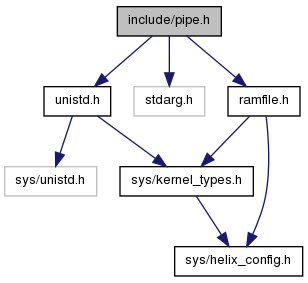 include/pipe.h
unistd.h
stdarg.h
ramfile.h
sys/unistd.h
sys/kernel_types.h
sys/helix_config.h